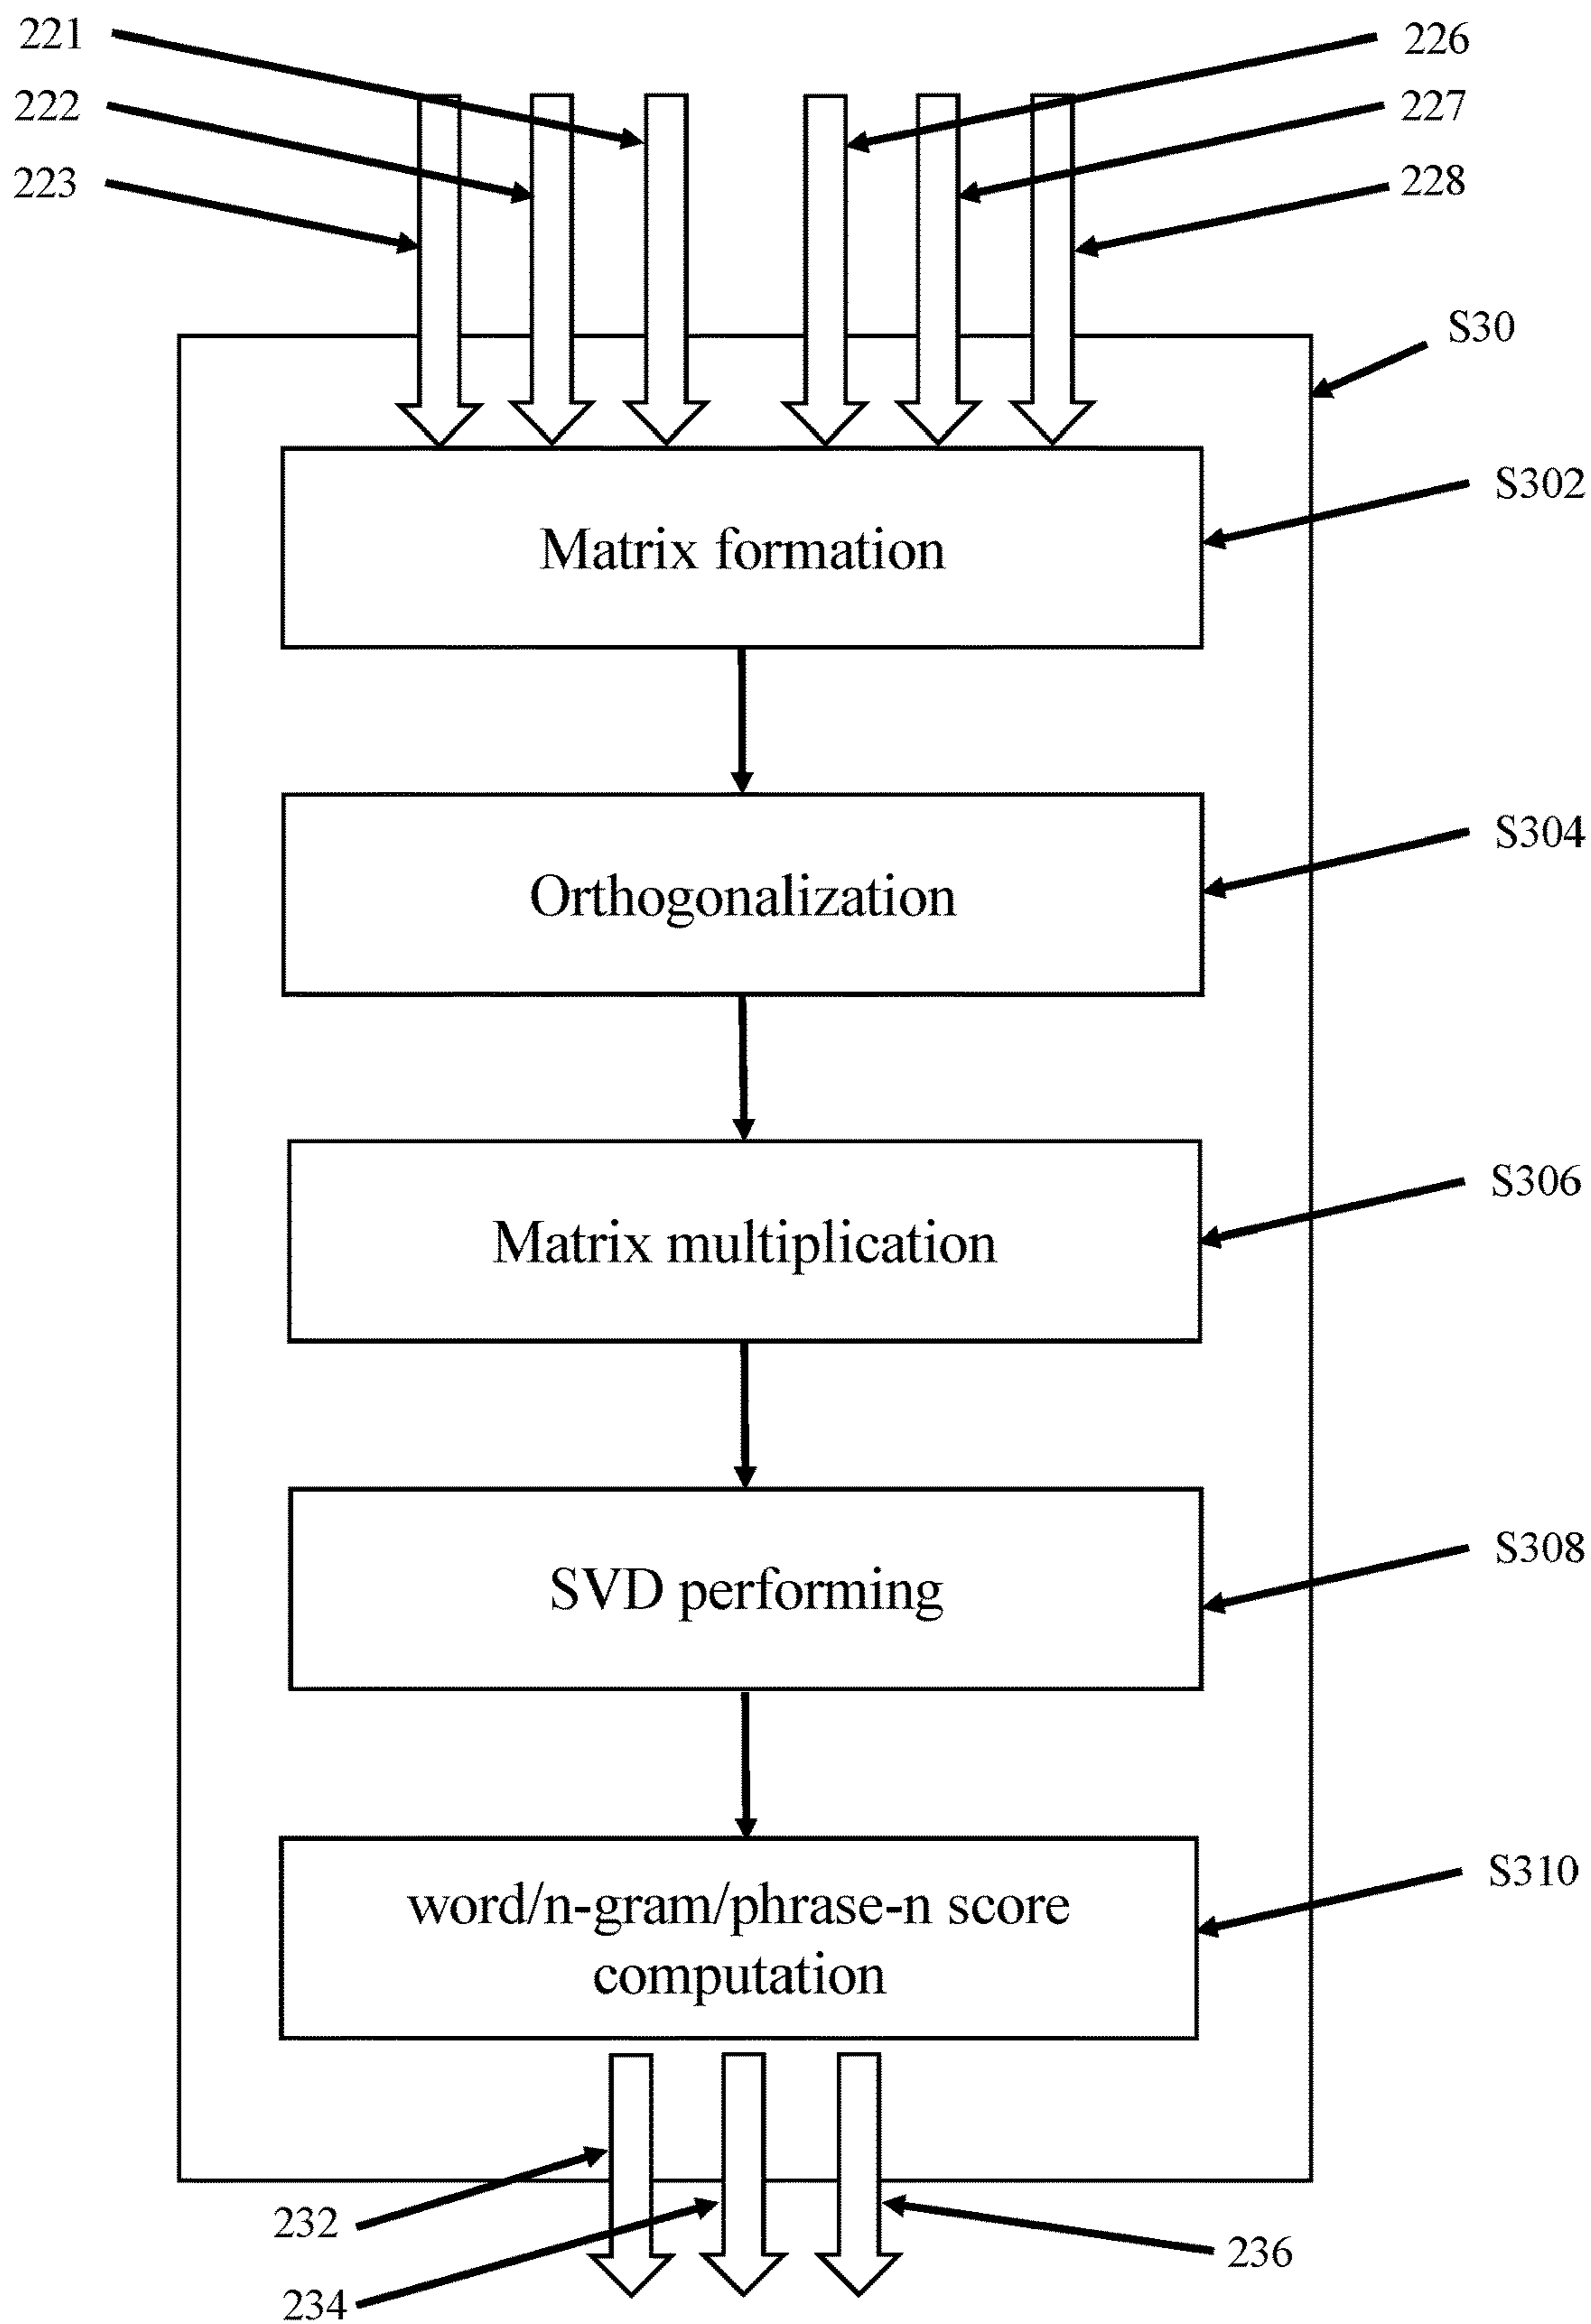 221
226
222
227
223
228
S30
S302
Matrix formation
S304
Orthogonalization
S306
Matrix multiplication
S308
SVD performing
S310
word/n-gram/phrase-n score
computation
232
236
234